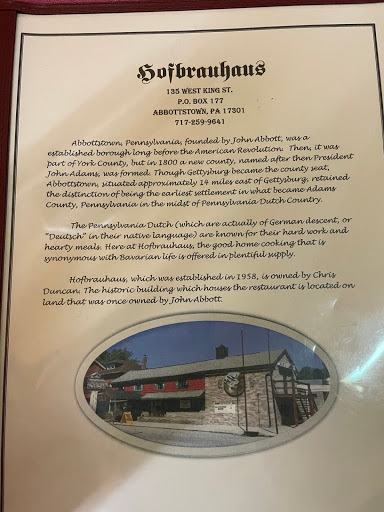 Hofbrauhaus
135 WEST KING ST.
P.O. BOX 177
ABBOTTSTOWN, PA 17301
717-259-9641
Abbottstown, Pennsylvania, founded by John Abbott, was a
established borough long before the American Revolution. Then, it was
part of York County, but in 1800 a new county, named after then President
John Adams, was formed. Though Gettysburg became the county seat,
Abbottstown, situated approximately 14 miles east of Gettysburg, retained
the distinction of being the earliest settlement in what became Adams
County, Pennsylvania in the midst of Pennsylvania Dutch Country.
The Pennsylvania Dutch (which are actually of German descent, or
"Deutsch" in their native language) are known for their hard work and
hearty meals. Here at Hofbrauhaus, the good home cooking that is
synonymous with Bavarian life is offered in plentiful supply.
Hofbrauhaus, which was established in 1958, is owned by Chris
Duncan. The historic building which houses the restaurant is located on
land that was once owned by John Abbott.